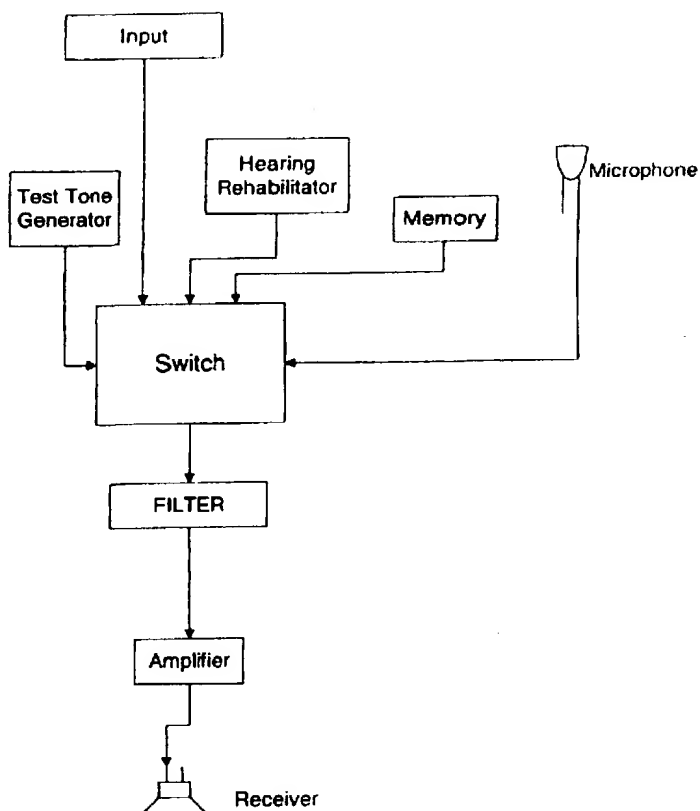 Input
Hearing
Rehabilitator
Microphone
Test Tone
Generator
Memory
Switch
FILTER
Amplifier
Receiver